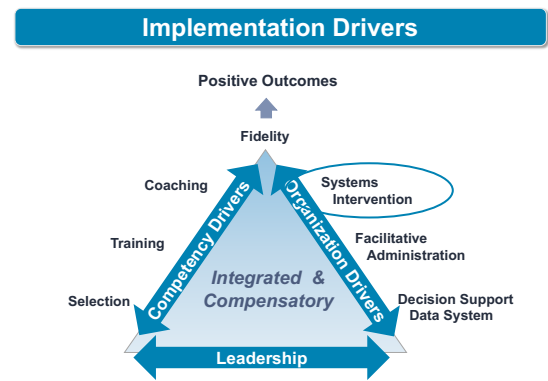 Implementation Drivers
Positive Outcomes
Fidelity
Coaching
Training
Selection
Competency Drivers
Organization Drivers
Systems
Intervention
Facilitative
Administration
Decision Support
Data System
Integrated &
Compensatory
Leadership